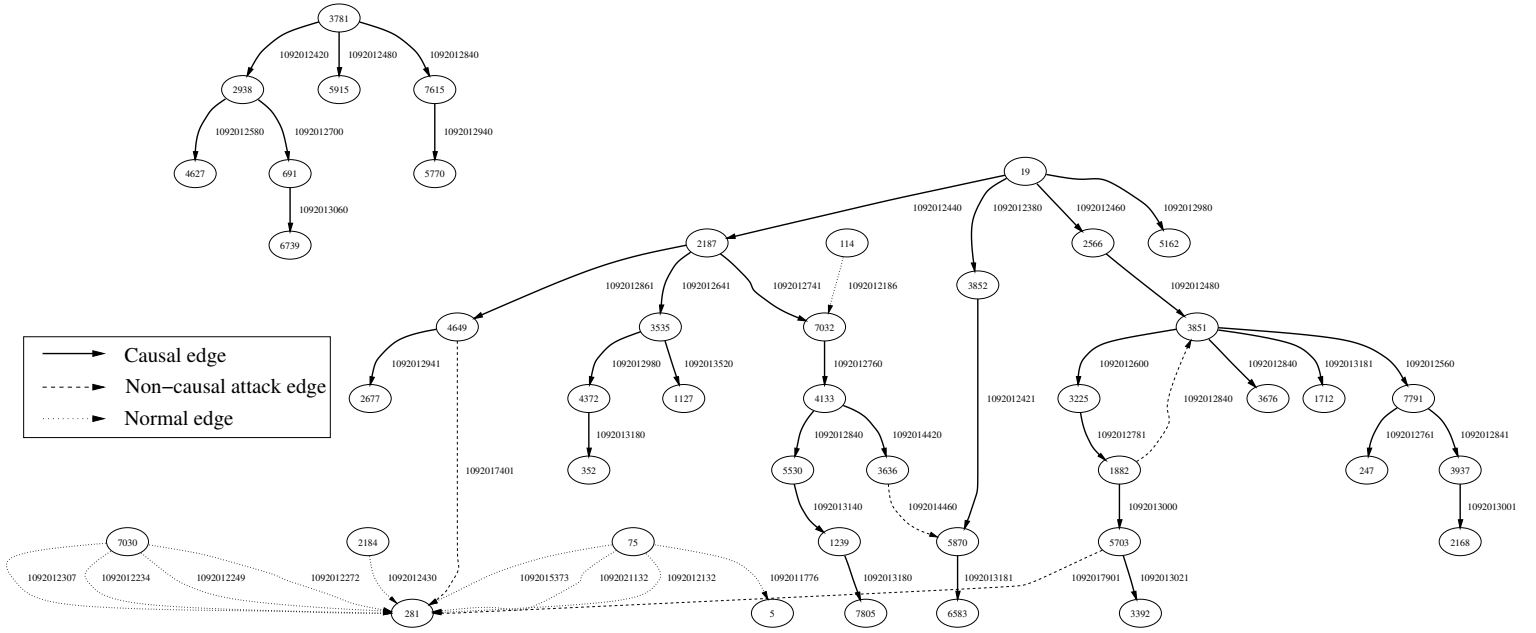 3781
1092012420 1092012480 1092012840
2938 5915 7615
1092012580 1092012700 1092012940
4627 691 5770 19
1092013060 1092012440 1092012380 1092012460 1092012980
6739 2187 114 2566 5162
1092012861 1092012641 1092012741 1092012186 3852 1092012480
4649 3535 7032 3851
Causal edge
1092012941 1092012980 1092013520 1092012760 1092012600 1092012840 1092013181 1092012560
Non-causal attack edge
2677 4372 1127 4133 1092012421 3225 1092012840 3676 1712 7791
Normal edge
1092013180 1092012840 1092014420 1092012781 1092012761 1092012841
352 1092017401 5530 3636 1882 247 3937
1092013140 1092014460 1092013000 1092013001
7030 2184 75 1239 5870 5703 2168
1092012307 1092012234 1092012249 1092012272 1092012430 1092015373 1092021132 1092012132 1092011776 1092013180 1092013181 1092017901 1092013021
281 5 7805 6583 3392